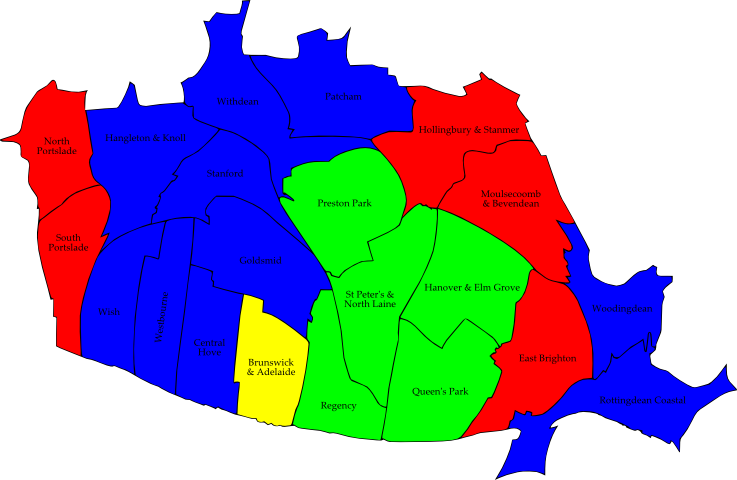 Withdean
Patcham
Hangleton & Knoll
Hollingbury & Stanmer
North
Portslade
Stanford
Moulsecoomb
& Bevendean
Preston Park
South
Portslade
Goldsmid
St Peter's &
North Laine
Hanover & Elm Grove
Wish
Westbourne
Woodingdean
Central
Hove
East Brighton
Brunswick
& Adelaide
Regency
Queen's Park
Rottingdean Coastal